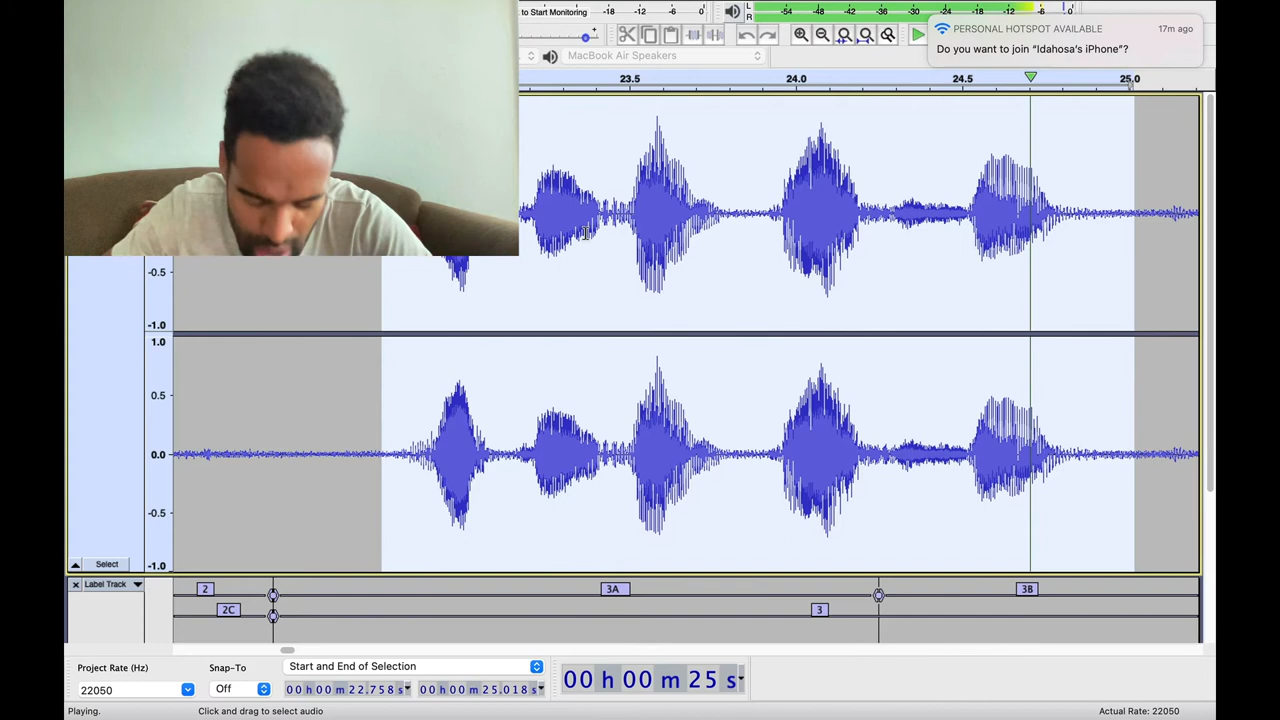 to Start Monitoring -18 -12 -6 0
L R -54 -48 -42 -36 -30 -24 -18 -12 -6 0
PERSONAL HOTSPOT AVAILABLE 17m ago
Do you want to join “Idahosa’s iPhone”?
MacBook Air Speakers
23.5 24.0 24.5 25.0
-0.5
-1.0
1.0
0.5
0.0
-0.5
-1.0
Select
Label Track
2 3A 3B
2C 3
Project Rate (Hz) Snap-To Start and End of Selection
22050 Off 00 h 00 m 22.758 s 00 h 00 m 25.018 s 00 h 00 m 25 s
Playing. Click and drag to select audio Actual Rate: 22050